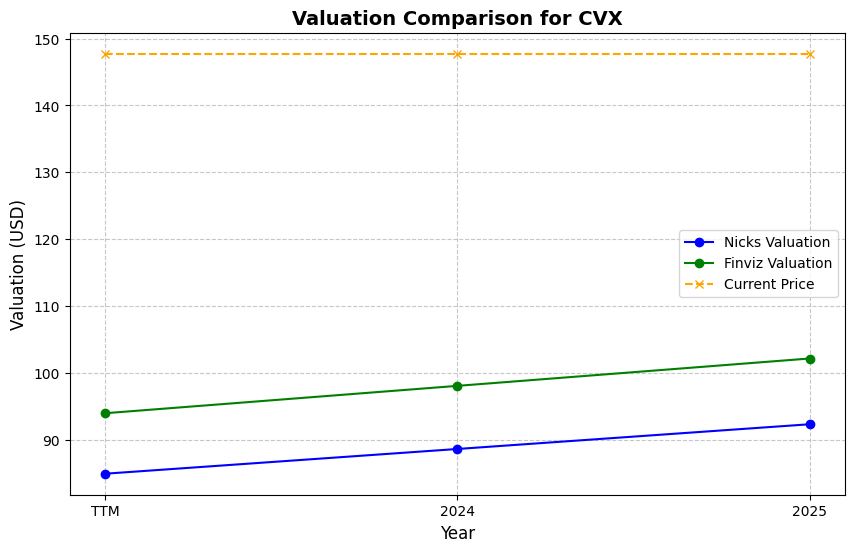 Valuation Comparison for CVX
150
140
130
120
110
100
90
Valuation (USD)
Nicks Valuation
Finviz Valuation
Current Price
TTM 2024 2025
Year